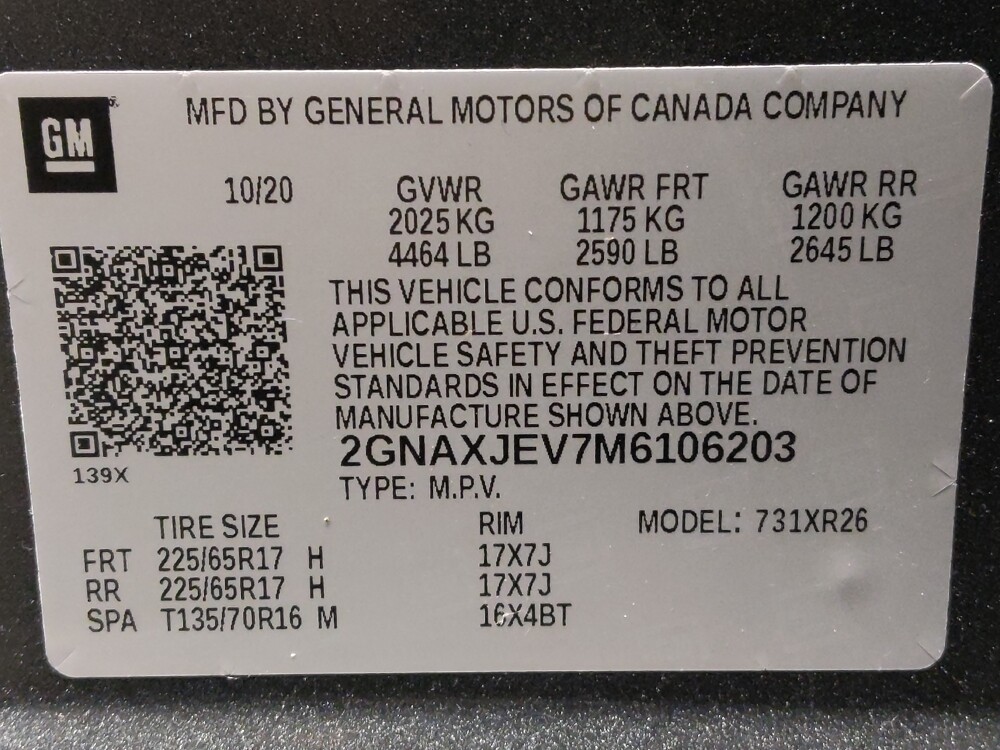 GM
MFD BY GENERAL MOTORS OF CANADA COMPANY
10/20 GVWR GAWR FRT GAWR RR
2025 KG 1175 KG 1200 KG
4464 LB 2590 LB 2645 LB
THIS VEHICLE CONFORMS TO ALL
APPLICABLE U.S. FEDERAL MOTOR
VEHICLE SAFETY AND THEFT PREVENTION
STANDARDS IN EFFECT ON THE DATE OF
MANUFACTURE SHOWN ABOVE.
2GNAXJEV7M6106203
139X
TYPE: M.P.V.
TIRE SIZE RIM MODEL: 731XR26
FRT 225/65R17 H 17X7J
RR 225/65R17 H 17X7J
SPA T135/70R16 M 16X4BT